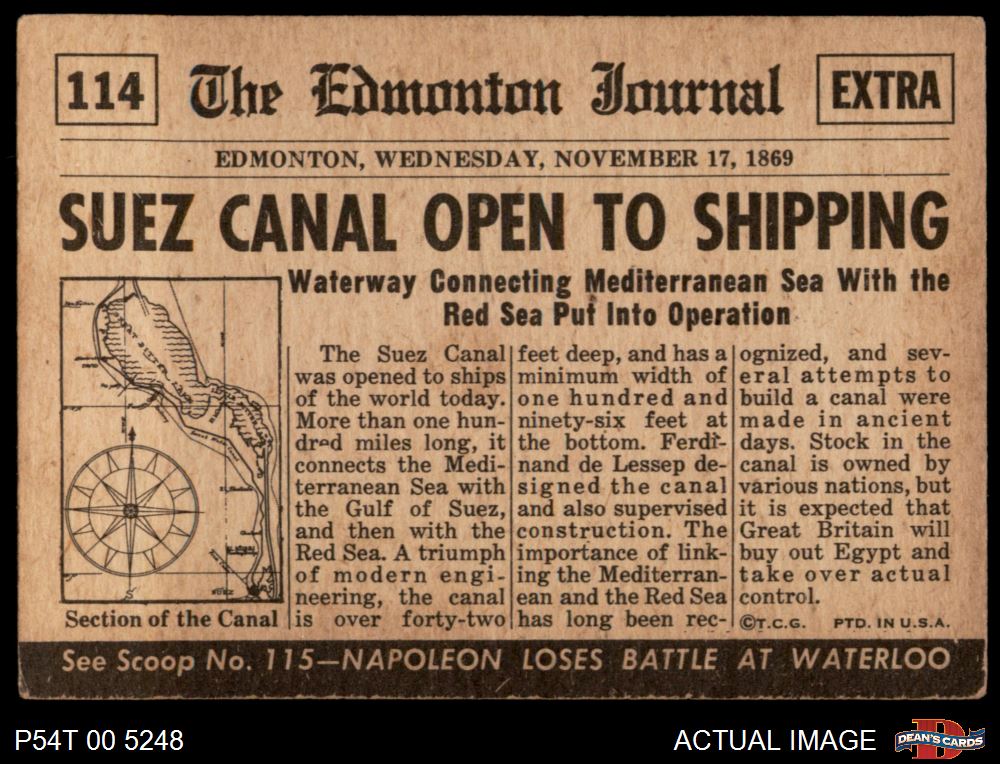 114
The Edmonton Journal
EXTRA
EDMONTON, WEDNESDAY, NOVEMBER 17, 1869
SUEZ CANAL OPEN TO SHIPPING
Waterway Connecting Mediterranean Sea With the
Red Sea Put Into Operation
SUEZ
Section of the Canal
The Suez Canal
was opened to ships
of the world today.
More than one hun-
dred miles long, it
connects the Medi-
terranean Sea with
the Gulf of Suez,
and then with the
Red Sea. A triumph
of modern engi-
neering, the canal
is over forty-two
feet deep, and has a
minimum width of
one hundred and
ninety-six feet at
the bottom. Ferdi-
nand de Lessep de-
signed the canal
and also supervised
construction. The
importance of link-
ing the Mediterran-
ean and the Red Sea
has long been rec-
ognized, and sev-
eral attempts to
build a canal were
made in ancient
days. Stock in the
canal is owned by
various nations, but
it is expected that
Great Britain will
buy out Egypt and
take over actual
control.
©T.C.G. PTD. IN U.S.A.
See Scoop No. 115—NAPOLEON LOSES BATTLE AT WATERLOO
P54T 00 5248
ACTUAL IMAGE
DEAN'S CARDS